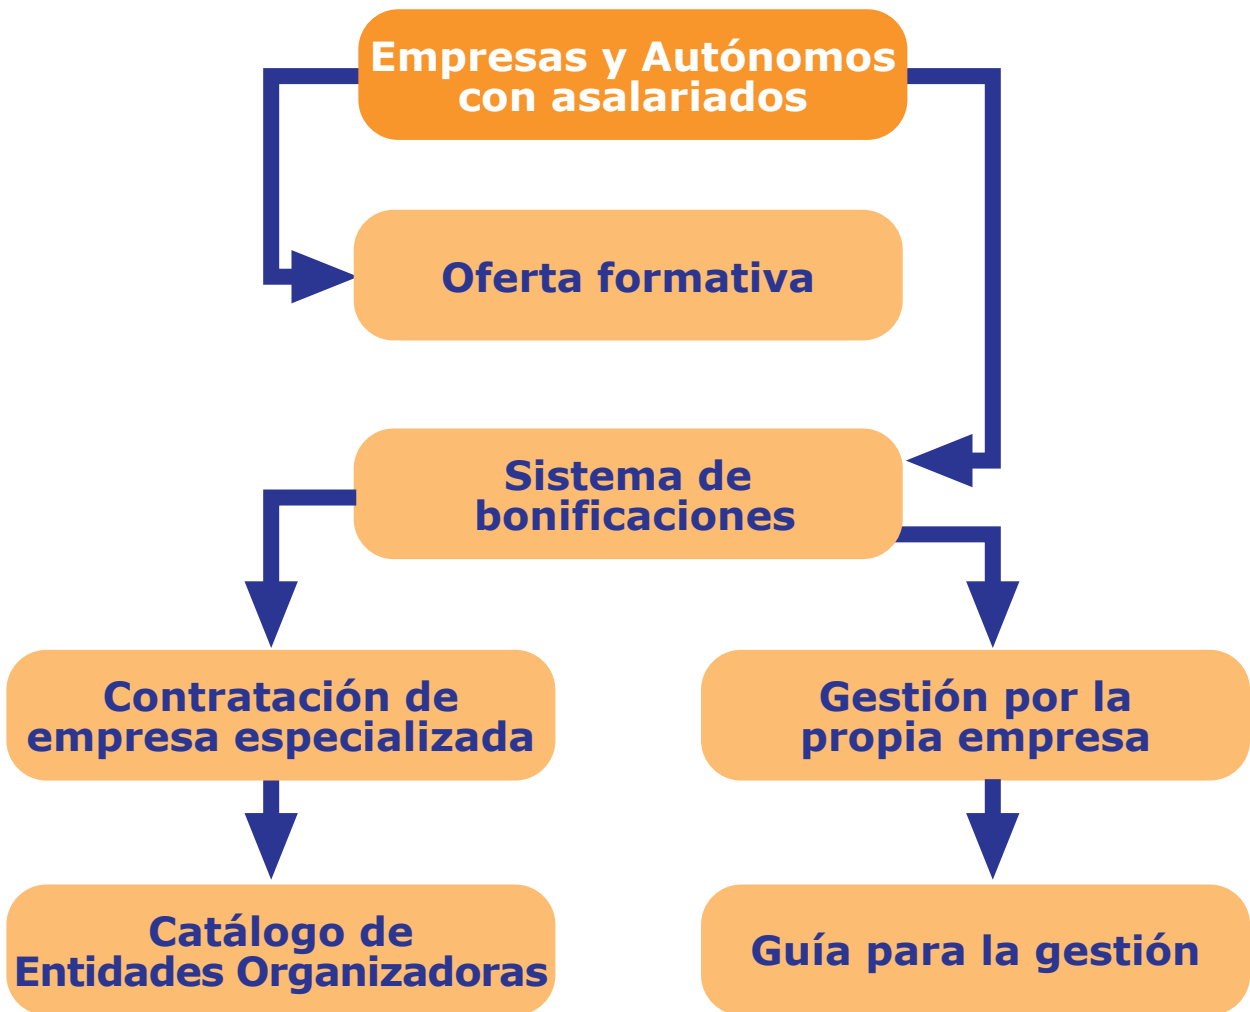 Empresas y Autónomos
con asalariados
Oferta formativa
Sistema de
bonificaciones
Contratación de
empresa especializada
Gestión por la
propia empresa
Catálogo de
Entidades Organizadoras
Guía para la gestión